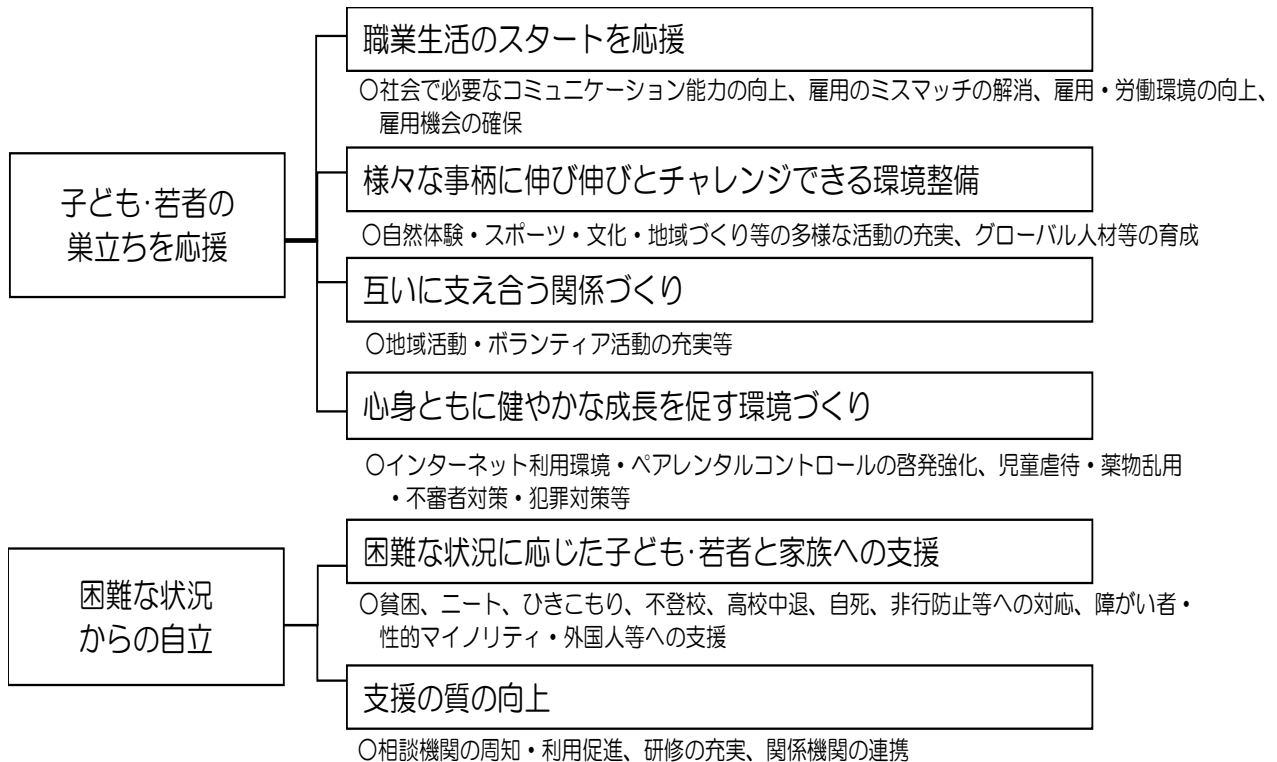 子ども・若者の
巣立ちを応援
職業生活のスタートを応援
○社会で必要なコミュニケーション能力の向上、雇用のミスマッチの解消、雇用・労働環境の向上、
雇用機会の確保
様々な事柄に伸び伸びとチャレンジできる環境整備
○自然体験・スポーツ・文化・地域づくり等の多様な活動の充実、グローバル人材等の育成
互いに支え合う関係づくり
○地域活動・ボランティア活動の充実等
心身ともに健やかな成長を促す環境づくり
○インターネット利用環境・ペアレンタルコントロールの啓発強化、児童虐待・薬物乱用
・不審者対策・犯罪対策等
困難な状況
からの自立
困難な状況に応じた子ども・若者と家族への支援
○貧困、ニート、ひきこもり、不登校、高校中退、自死、非行防止等への対応、障がい者・
性的マイノリティ・外国人等への支援
支援の質の向上
○相談機関の周知・利用促進、研修の充実、関係機関の連携